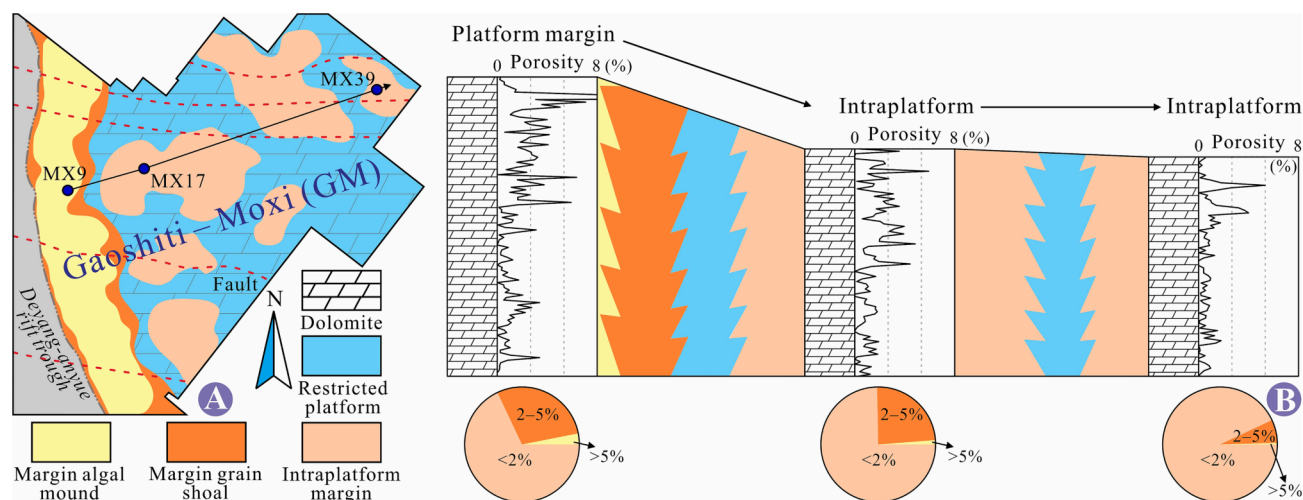 MX39
MX9
MX17
Gaoshiti – Moxi (GM)
Fault
Deyang-anyue
rift trough
N
A
Dolomite
Restricted
platform
Margin algal
mound
Margin grain
shoal
Intraplatform
margin
Platform margin
0 Porosity 8 (%)
Intraplatform
0 Porosity 8 (%)
Intraplatform
0 Porosity 8
(%)
B
2–5%
<2%
>5%
2–5%
<2%
>5%
2–5%
<2%
>5%